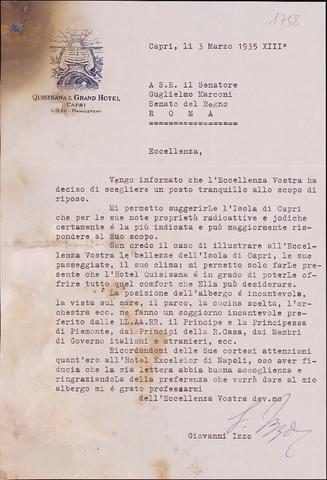 1758
Capri, li 3 Marzo 1935 XIII°
QUISISANA & GRAND HOTEL
CAPRI
MANAGEMENT
A S.E. il Senatore
Guglielmo Marconi
Senato del Regno
R O M A
Eccellenza,
Vengo informato che l'Eccellenza Vostra ha
deciso di scegliere un posto tranquillo allo scopo di
riposo.
Mi permetto suggerirLe l'Isola di Capri
che per le sue note proprietà radioattive e jodiche
certamente é la più indicata e può maggiormente ris-
pondere al Suo scopo.
Non credo il caso di illustrare all'Eccel-
lenza Vostra le bellezze dell'Isola di Capri, le sue
passeggiate, il suo clima: mi permetto solo farLe pre-
sente che l'Hotel Quisisana é in grado di poterLe of-
frire tutto quel comfort che Ella può desiderare.
La posizione dell'albergo é incantevole,
la vista sul mare, il parco, la cucina scelta, l'or-
chestra ecc. ne fanno un soggiorno incantevole pre-
ferito dalle LL.AA.RR. il Principe e la Principessa
di Piemonte, dai Principi della R.Casa, dai Membri
di Governo italiani e stranieri, ecc.
Ricordandomi delle Sue cortesi attenzioni
quant'ero all'Hotel Excelsior di Napoli, oso aver fi-
ducia che la mia lettera abbia buona accoglienza e
ringraziandoLa della preferenza che vorrà dare al mio
albergo mi é grato professarmi
dell'Eccellenza Vostra dev.mo
Giovanni Izzo
G. Izzo